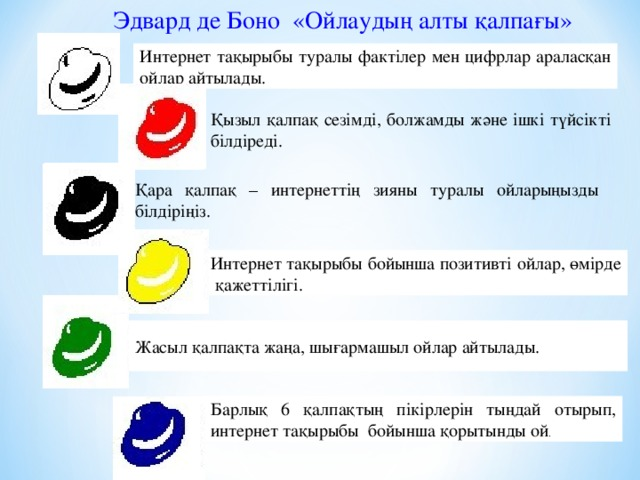 Эдвард де Боно «Ойлаудың алты қалпағы»
Интернет тақырыбы туралы фактілер мен цифрлар араласқан
ойлар айтылады.
Қызыл қалпақ сезімді, болжамды және ішкі түйсікті
білдіреді.
Қара қалпақ – интернеттің зияны туралы ойларыңызды
білдіріңіз.
Интернет тақырыбы бойынша позитивті ойлар, өмірде
қажеттілігі.
Жасыл қалпақта жаңа, шығармашыл ойлар айтылады.
Барлық 6 қалпақтың пікірлерін тыңдай отырып,
интернет тақырыбы бойынша қорытынды ой.